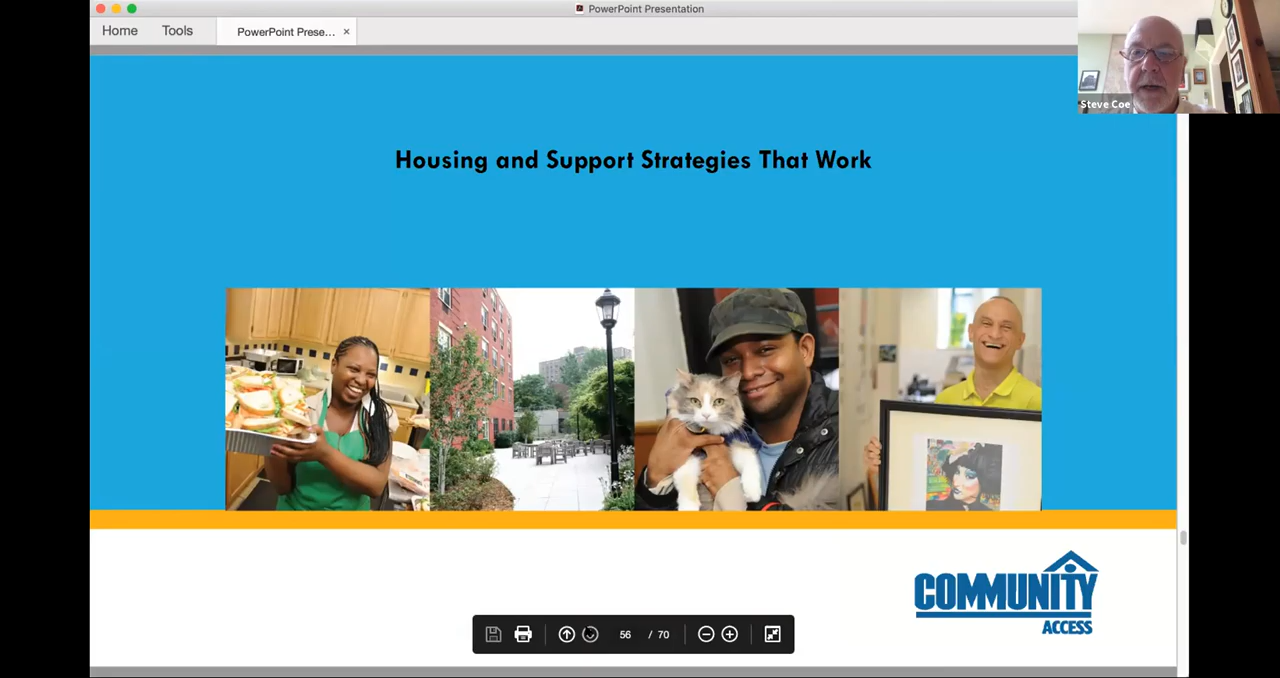 PowerPoint Presentation
Home Tools PowerPoint Prese... ×
Steve Coe
Housing and Support Strategies That Work
COMMUNITY
ACCESS
56 / 70